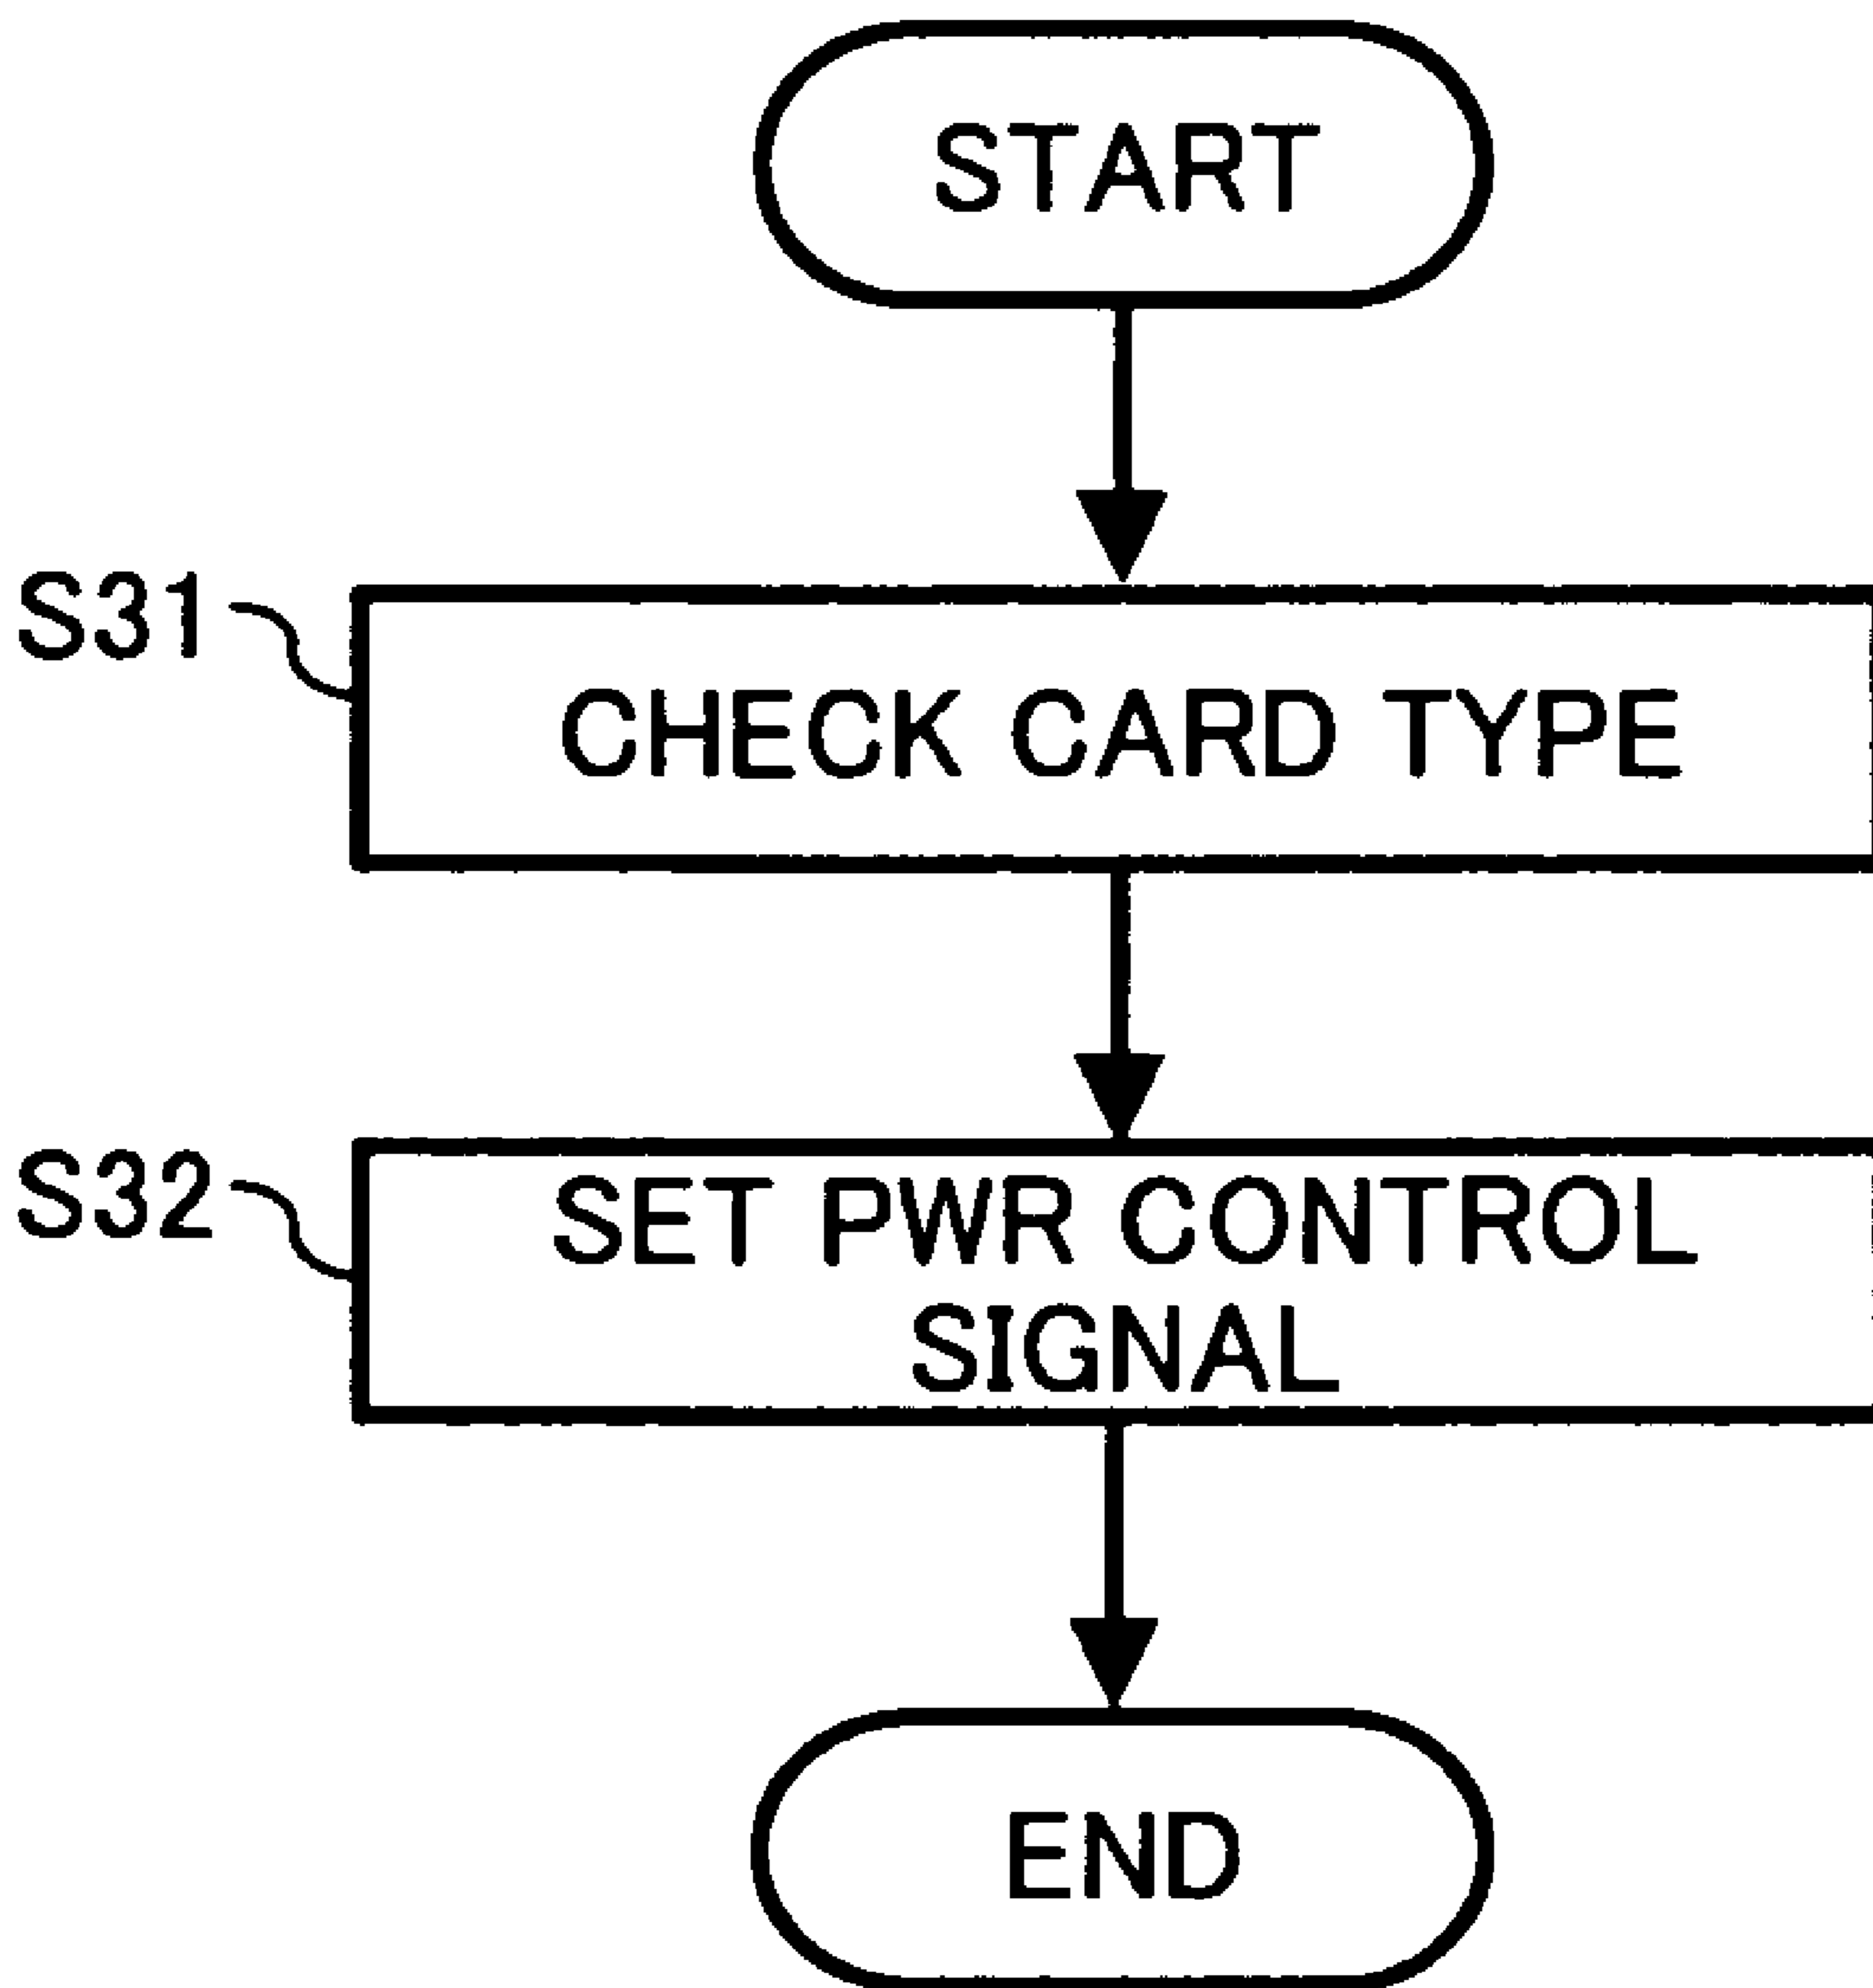 START
S31
CHECK CARD TYPE
S32
SET PWR CONTROL
SIGNAL
END